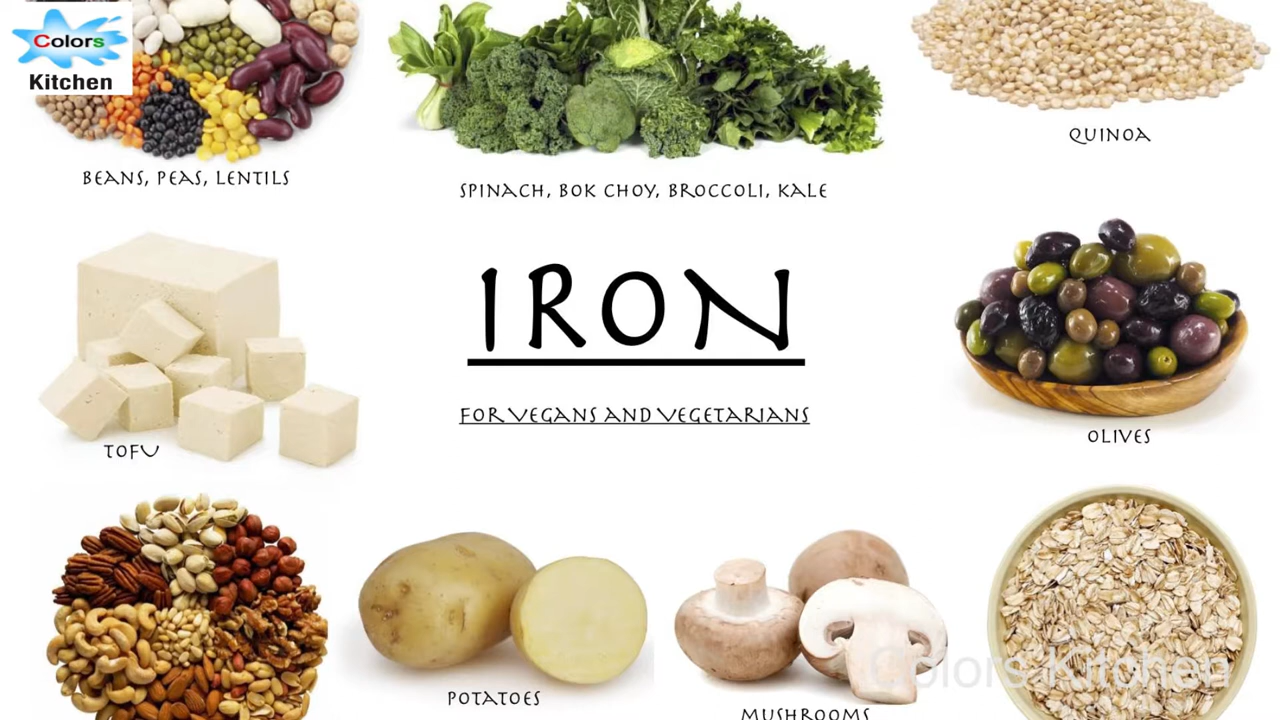 Colors
Kitchen
BEANS, PEAS, LENTILS
SPINACH, BOK CHOY, BROCCOLI, KALE
QUINOA
IRON
FOR VEGANS AND VEGETARIANS
TOFU
OLIVES
POTATOES
MUSHROOMS
Colors Kitchen